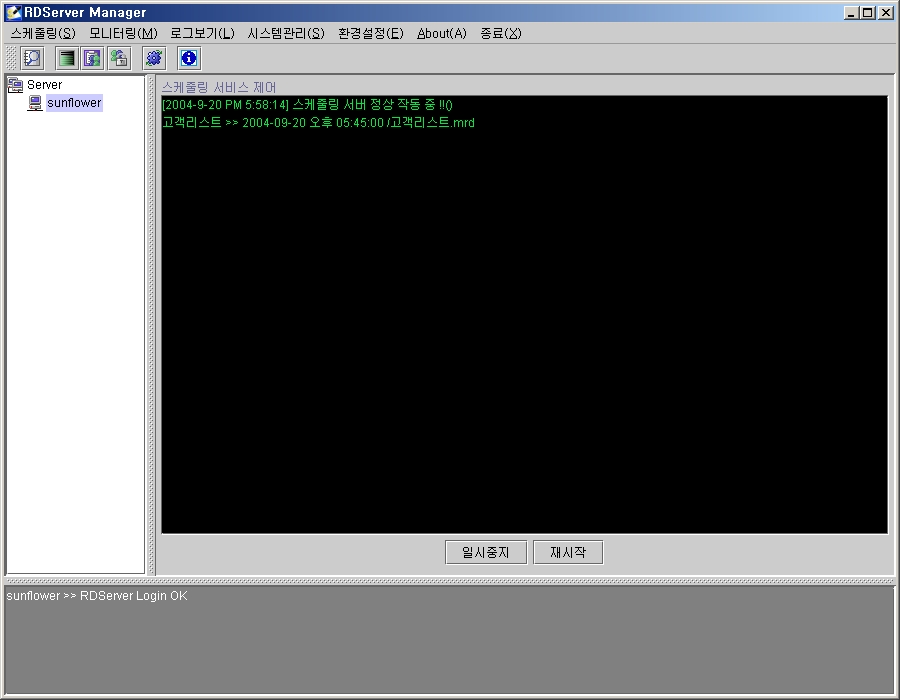 RDServer Manager
스케줄링(S) 모니터링(M) 로그보기(L) 시스템관리(S) 환경설정(E) About(A) 종료(X)
Server
sunflower
스케줄링 서비스 제어
[2004-9-20 PM 5:58:14] 스케줄링 서버 정상 작동 중 !!()
고객리스트 >> 2004-09-20 오후 05:45:00 /고객리스트.mrd
일시중지 재시작
sunflower >> RDServer Login OK